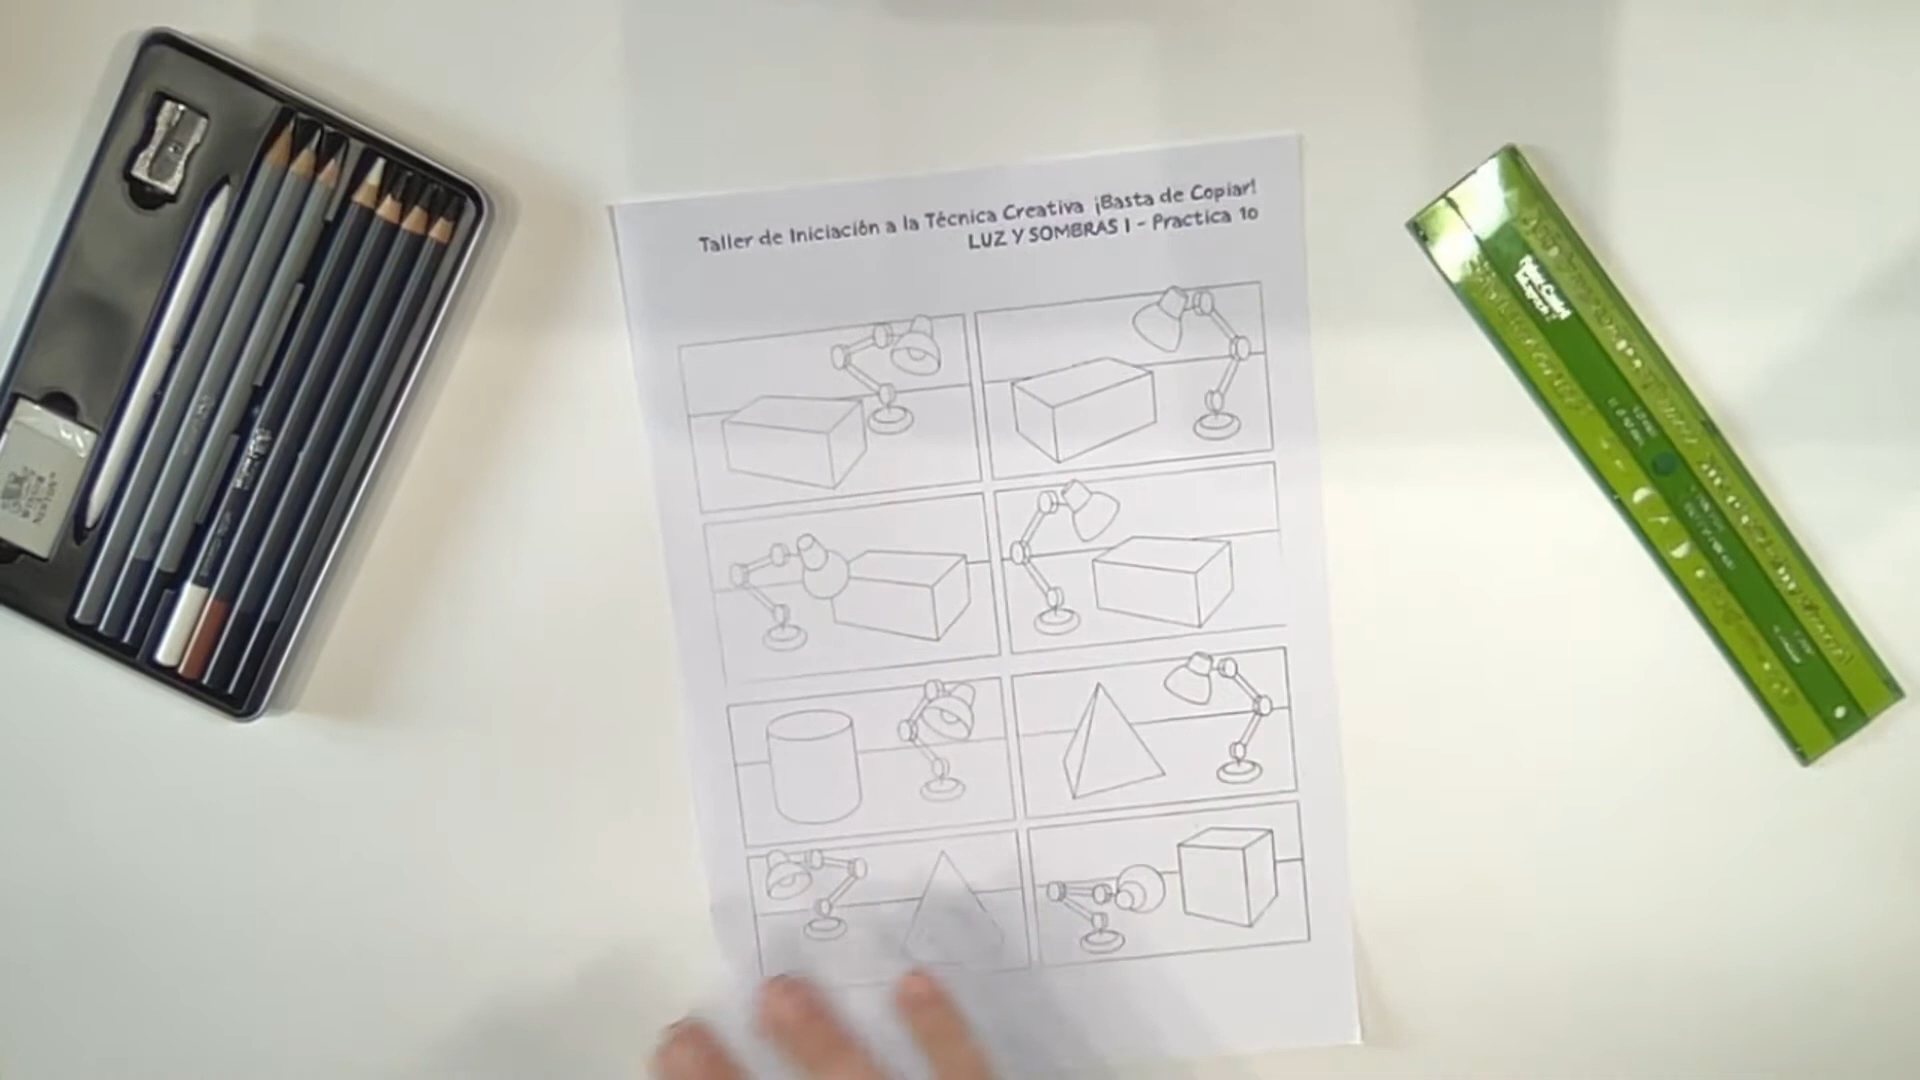 Taller de Iniciación a la Técnica Creativa ¡Basta de Copiar!
LUZ Y SOMBRAS I - Practica 10